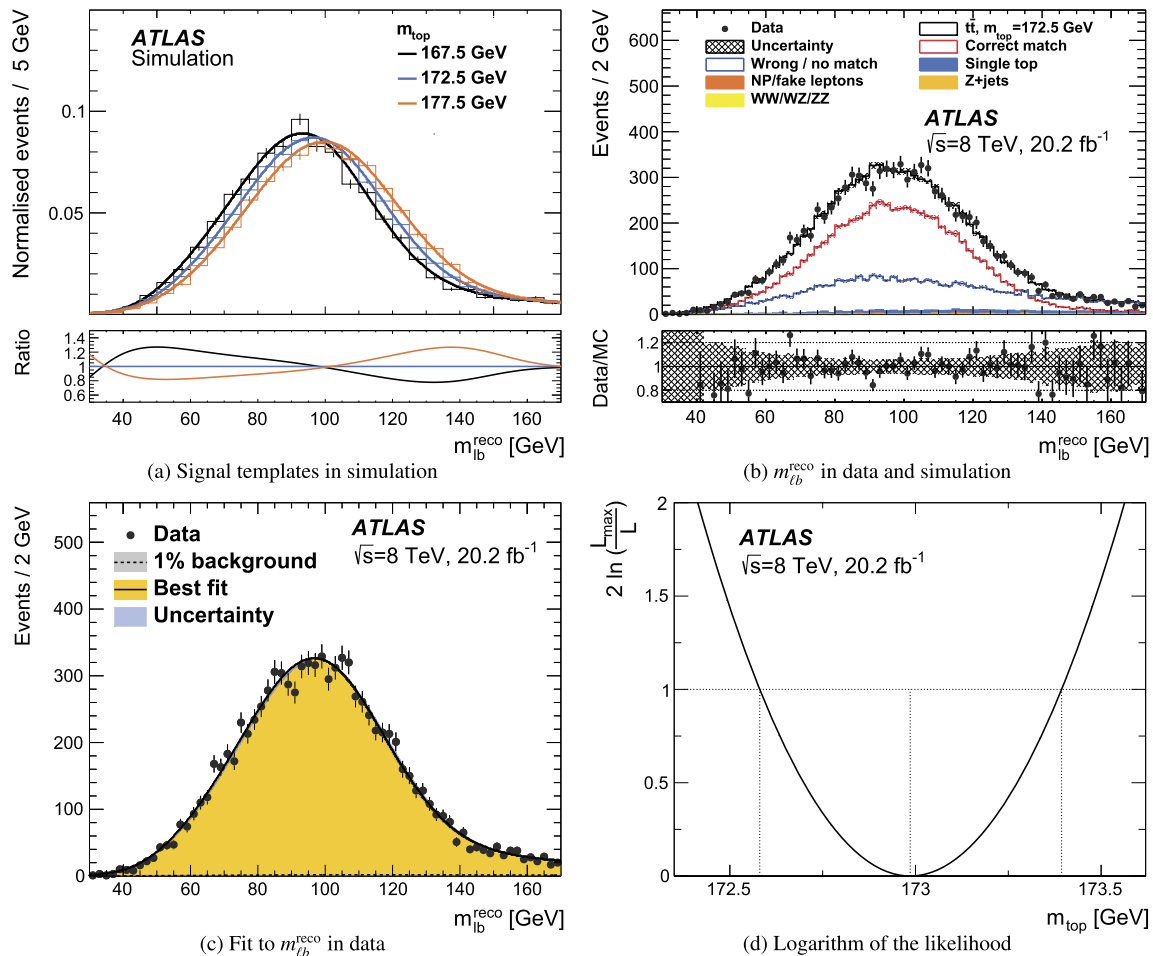 ATLAS
Simulation
m_top
167.5 GeV
172.5 GeV
177.5 GeV
Normalised events / 5 GeV
0.1
0.05
Ratio
1.4
1.2
1
0.8
0.6
40 60 80 100 120 140 160
m_lb^reco [GeV]
(a) Signal templates in simulation
Events / 2 GeV
600
500
400
300
200
100
0
Data
Uncertainty
Wrong / no match
NP/fake leptons
WW/WZ/ZZ
tt̄, m_top=172.5 GeV
Correct match
Single top
Z+jets
ATLAS
√s=8 TeV, 20.2 fb⁻¹
Data/MC
1.2
1
0.8
40 60 80 100 120 140 160
m_lb^reco [GeV]
(b) m_ℓb^reco in data and simulation
Events / 2 GeV
500
400
300
200
100
0
Data
1% background
Best fit
Uncertainty
ATLAS
√s=8 TeV, 20.2 fb⁻¹
40 60 80 100 120 140 160
m_lb^reco [GeV]
(c) Fit to m_ℓb^reco in data
2 ln (L_max/L)
2
1.5
1
0.5
0
ATLAS
√s=8 TeV, 20.2 fb⁻¹
172.5 173 173.5
m_top [GeV]
(d) Logarithm of the likelihood